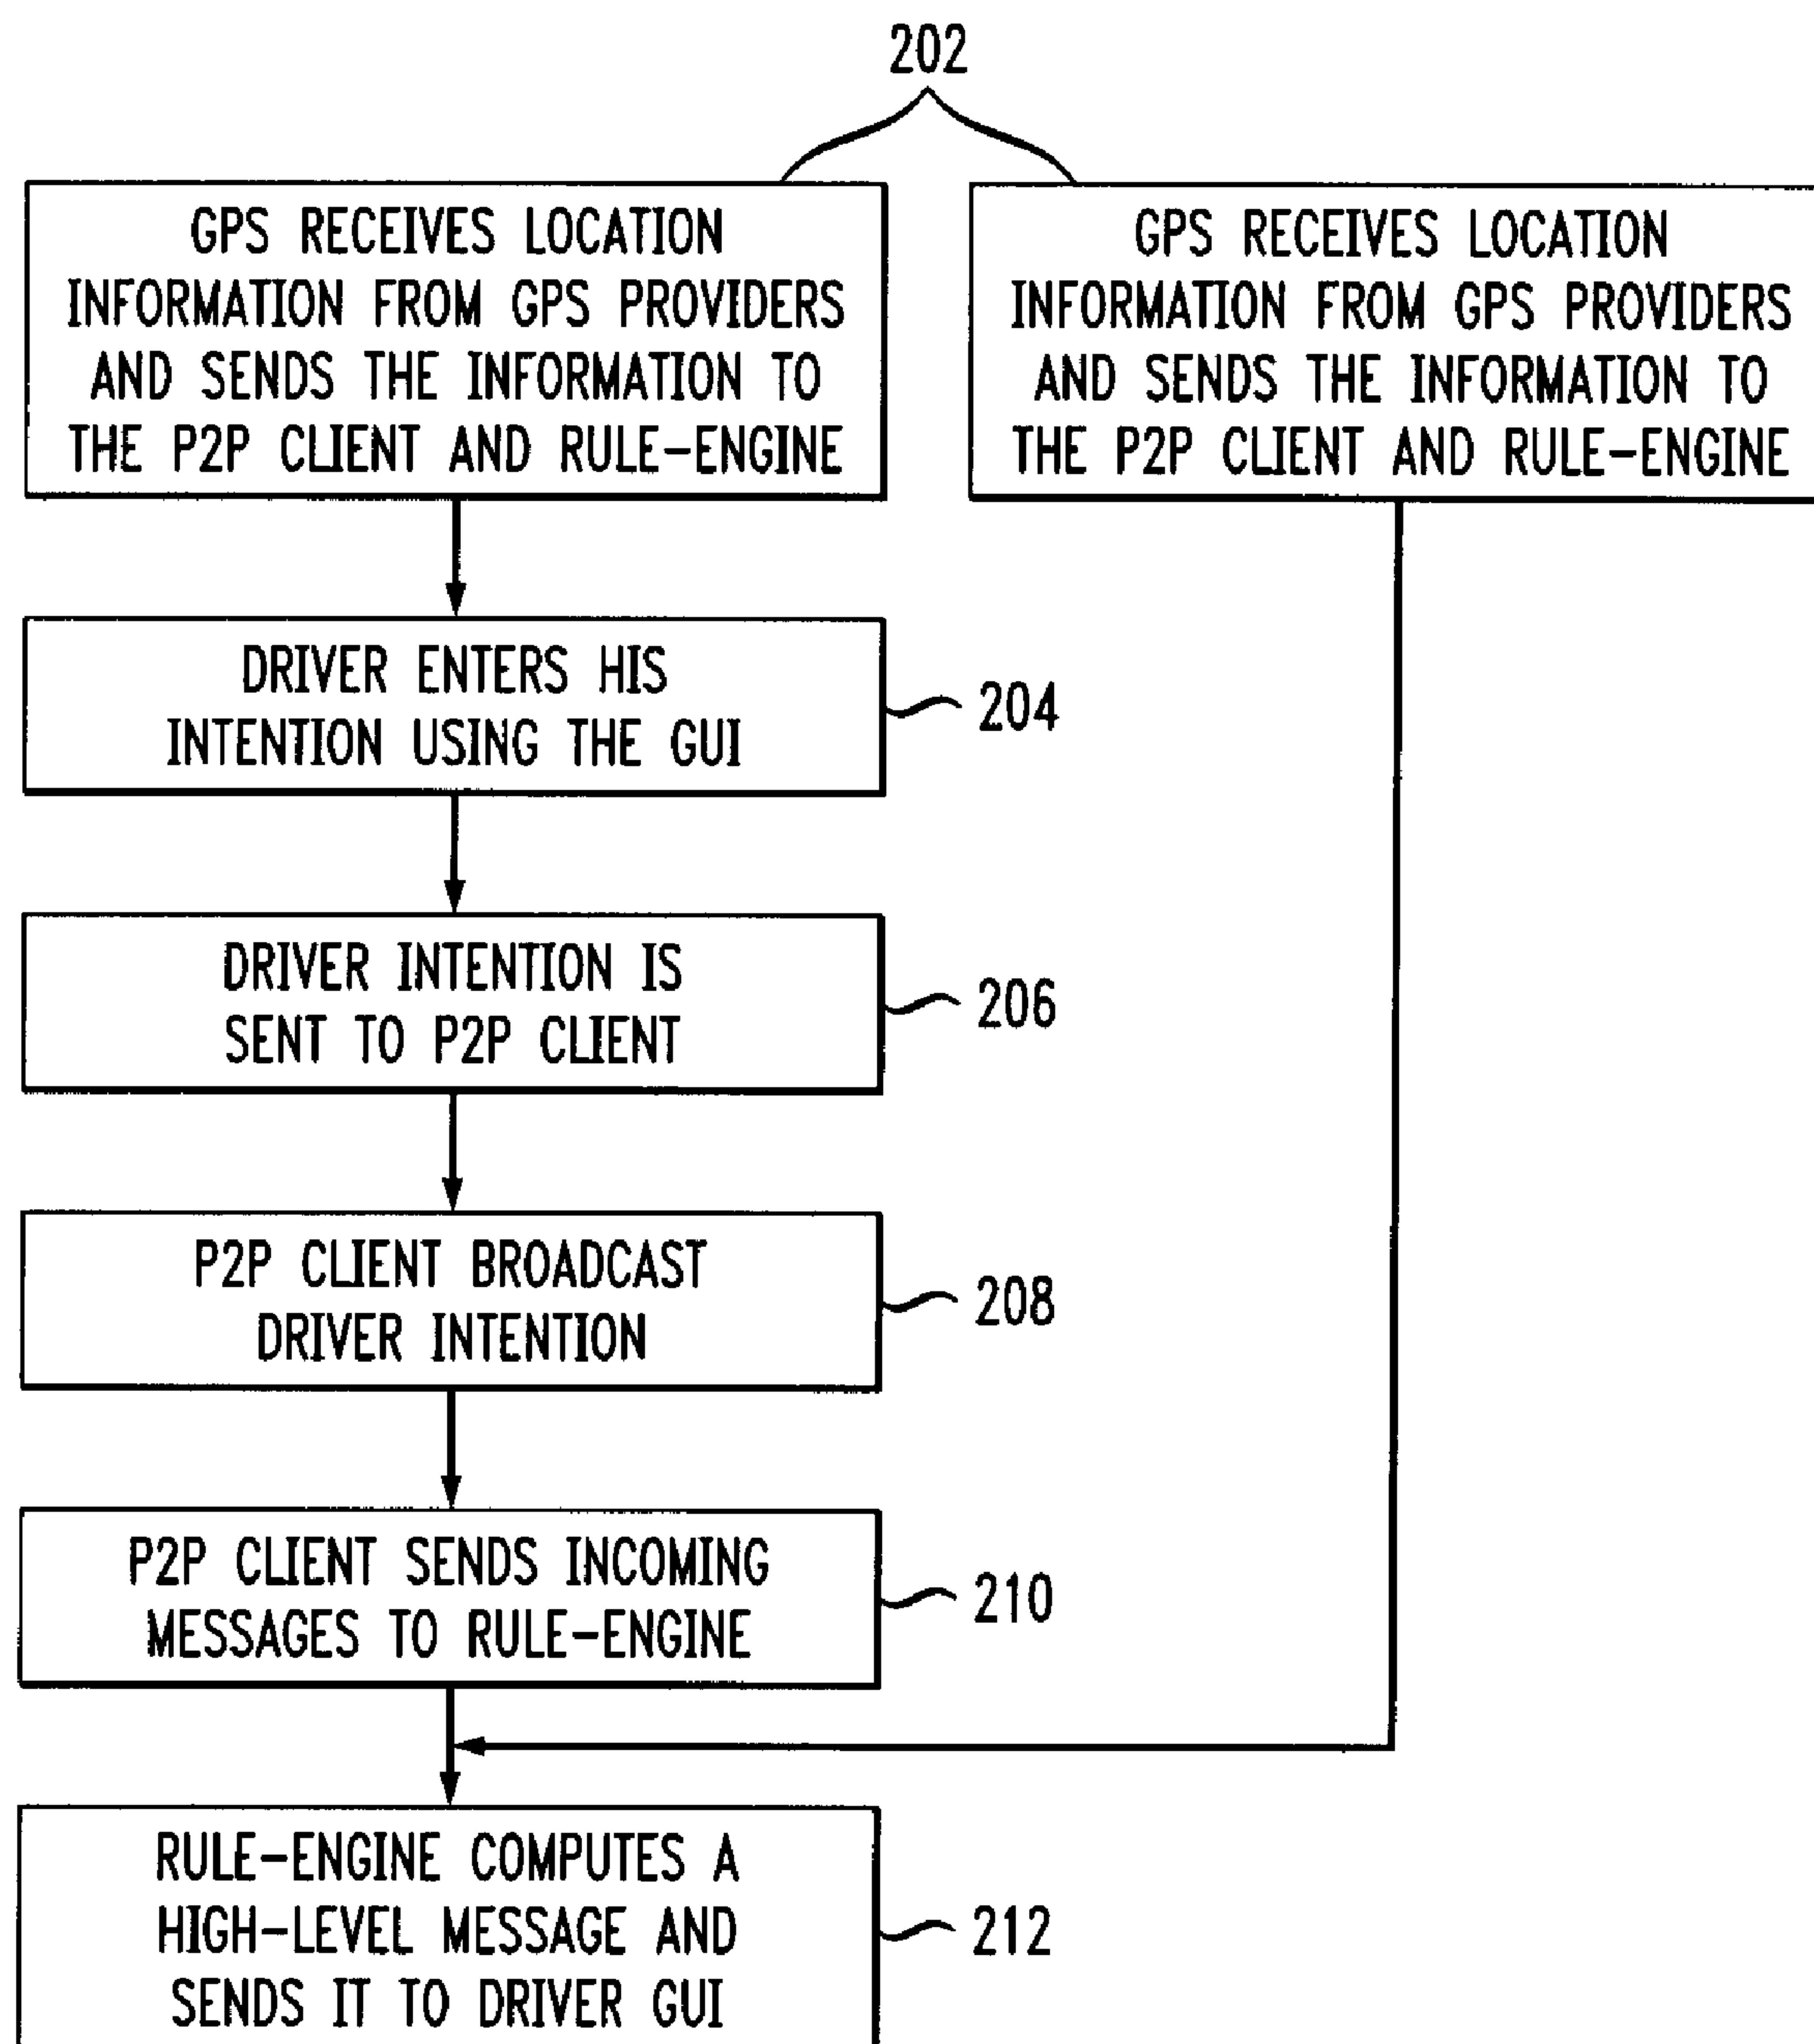 202
GPS RECEIVES LOCATION
INFORMATION FROM GPS PROVIDERS
AND SENDS THE INFORMATION TO
THE P2P CLIENT AND RULE-ENGINE
GPS RECEIVES LOCATION
INFORMATION FROM GPS PROVIDERS
AND SENDS THE INFORMATION TO
THE P2P CLIENT AND RULE-ENGINE
DRIVER ENTERS HIS
INTENTION USING THE GUI
204
DRIVER INTENTION IS
SENT TO P2P CLIENT
206
P2P CLIENT BROADCAST
DRIVER INTENTION
208
P2P CLIENT SENDS INCOMING
MESSAGES TO RULE-ENGINE
210
RULE-ENGINE COMPUTES A
HIGH-LEVEL MESSAGE AND
SENDS IT TO DRIVER GUI
212